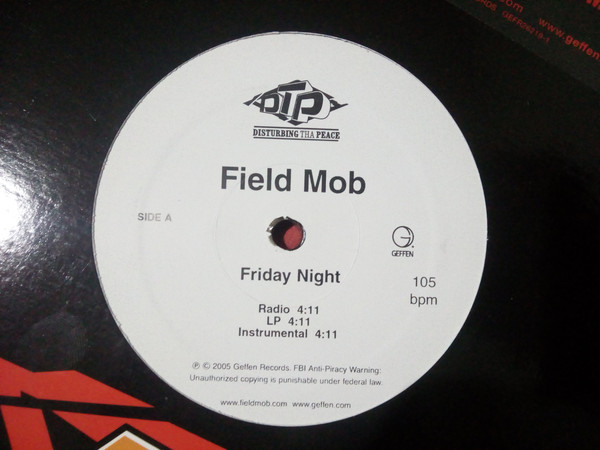 DTP
DISTURBING THA PEACE
Field Mob
SIDE A
GEFFEN
Friday Night
105
bpm
Radio 4:11
LP 4:11
Instrumental 4:11
℗ © 2005 Geffen Records. FBI Anti-Piracy Warning:
Unauthorized copying is punishable under federal law.
www.fieldmob.com www.geffen.com
www.geffen